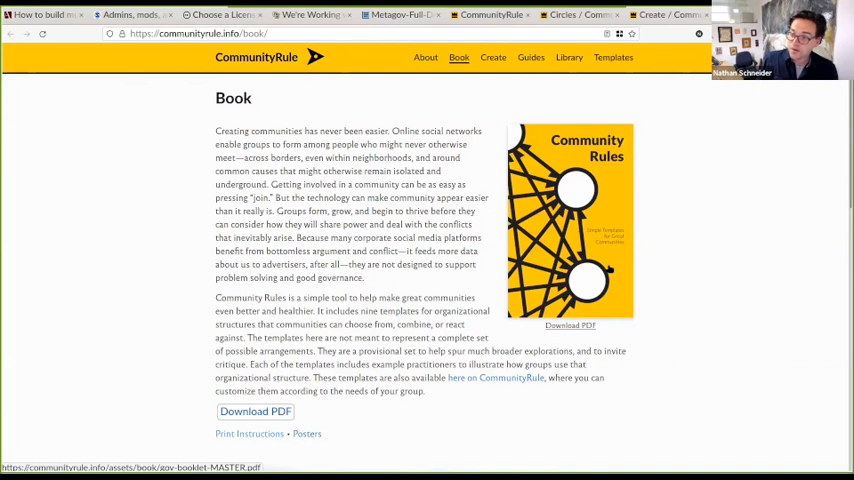 How to build m
Admins, mods,
Choose a Licen
We're Working
Metagov-Full-D
CommunityRule
Circles / Comm
Create / Comm
https://communityrule.info/book/
CommunityRule
About Book Create Guides Library Templates
Nathan Schneider
Book
Creating communities has never been easier. Online social networks
enable groups to form among people who might never otherwise
meet—across borders, even within neighborhoods, and around
common causes that might otherwise remain isolated and
underground. Getting involved in a community can be as easy as
pressing "join." But the technology can make community appear easier
than it really is. Groups form, grow, and begin to thrive before they
can consider how they will share power and deal with the conflicts
that inevitably arise. Because many corporate social media platforms
benefit from bottomless argument and conflict—it feeds more data
about us to advertisers, after all—they are not designed to support
problem solving and good governance.
Community
Rules
Simple Templates
for Great
Communities
Download PDF
Community Rules is a simple tool to help make great communities
even better and healthier. It includes nine templates for organizational
structures that communities can choose from, combine, or react
against. The templates here are not meant to represent a complete set
of possible arrangements. They are a provisional set to help spur much broader explorations, and to invite
critique. Each of the templates includes example practitioners to illustrate how groups use that
organizational structure. These templates are also available here on CommunityRule, where you can
customize them according to the needs of your group.
Download PDF
Print Instructions • Posters
https://communityrule.info/assets/book/gov-booklet-MASTER.pdf